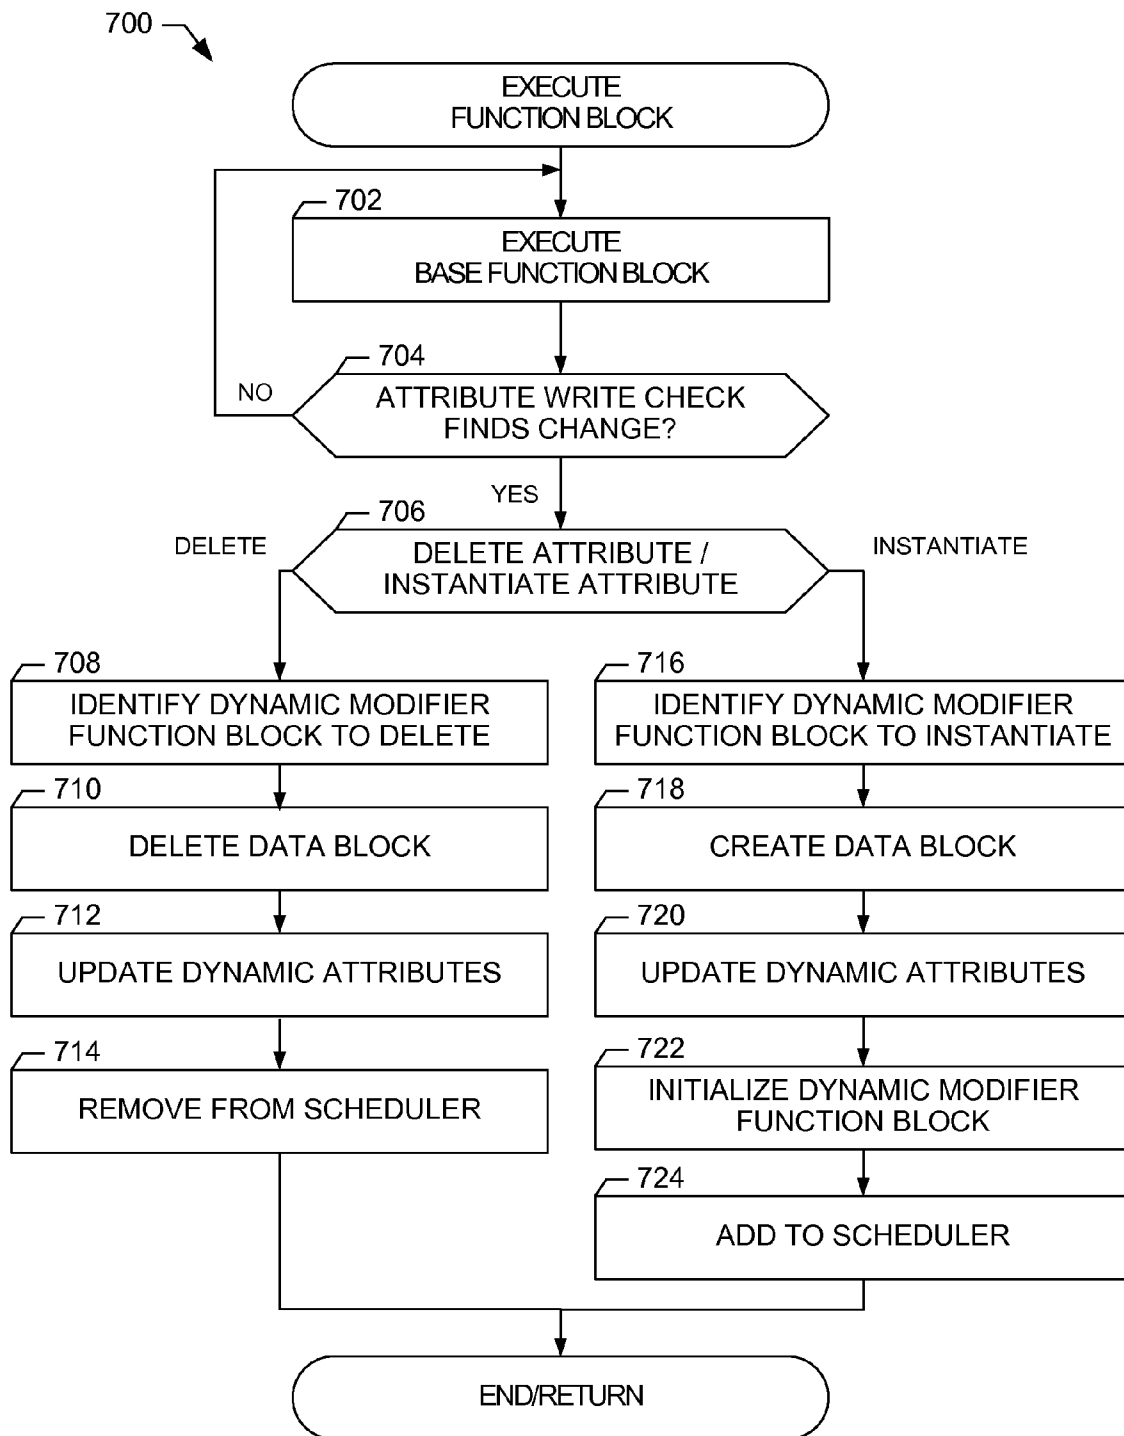 700
EXECUTE
FUNCTION BLOCK
702
EXECUTE
BASE FUNCTION BLOCK
704
ATTRIBUTE WRITE CHECK
FINDS CHANGE?
NO
YES
706
DELETE ATTRIBUTE /
INSTANTIATE ATTRIBUTE
DELETE
INSTANTIATE
708
IDENTIFY DYNAMIC MODIFIER
FUNCTION BLOCK TO DELETE
710
DELETE DATA BLOCK
712
UPDATE DYNAMIC ATTRIBUTES
714
REMOVE FROM SCHEDULER
716
IDENTIFY DYNAMIC MODIFIER
FUNCTION BLOCK TO INSTANTIATE
718
CREATE DATA BLOCK
720
UPDATE DYNAMIC ATTRIBUTES
722
INITIALIZE DYNAMIC MODIFIER
FUNCTION BLOCK
724
ADD TO SCHEDULER
END/RETURN